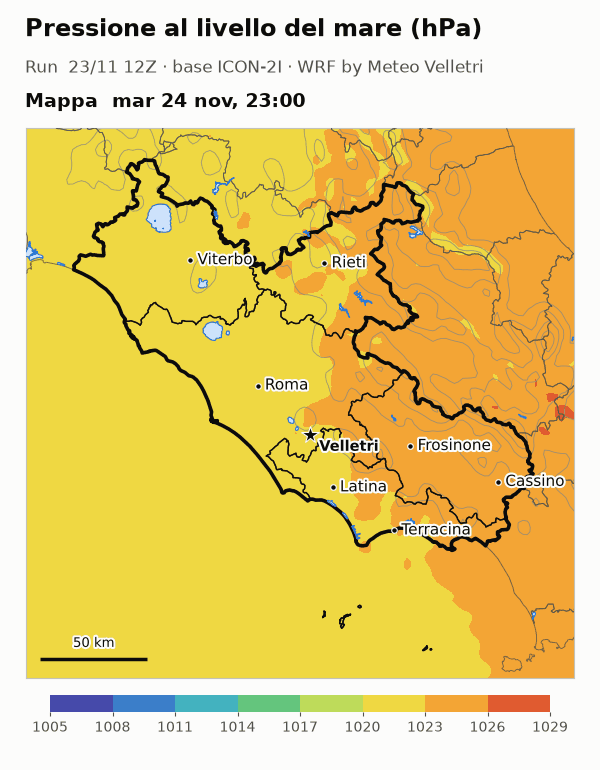 Pressione al livello del mare (hPa)
Run  23/11 12Z · base ICON-2I · WRF by Meteo Velletri
Mappa  mar 24 nov, 23:00
Viterbo
Rieti
Roma
Velletri
Frosinone
Cassino
Latina
Terracina
50 km
1005 1008 1011 1014 1017 1020 1023 1026 1029